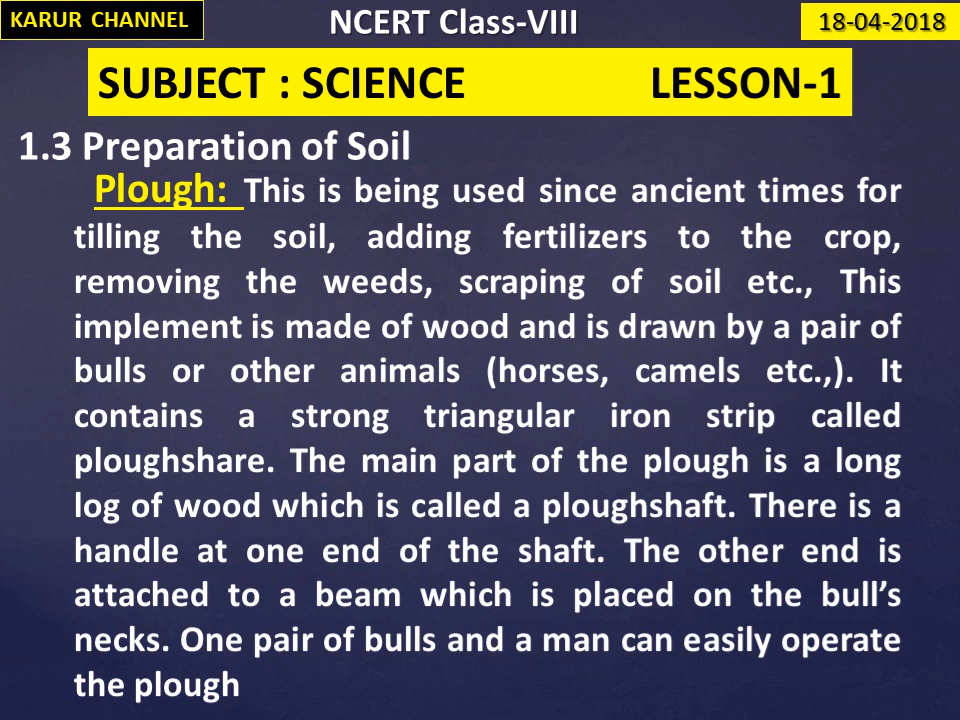 KARUR CHANNEL
NCERT Class-VIII
18-04-2018
SUBJECT : SCIENCE LESSON-1
1.3 Preparation of Soil
Plough: This is being used since ancient times for
tilling the soil, adding fertilizers to the crop,
removing the weeds, scraping of soil etc., This
implement is made of wood and is drawn by a pair of
bulls or other animals (horses, camels etc.,). It
contains a strong triangular iron strip called
ploughshare. The main part of the plough is a long
log of wood which is called a ploughshaft. There is a
handle at one end of the shaft. The other end is
attached to a beam which is placed on the bull’s
necks. One pair of bulls and a man can easily operate
the plough